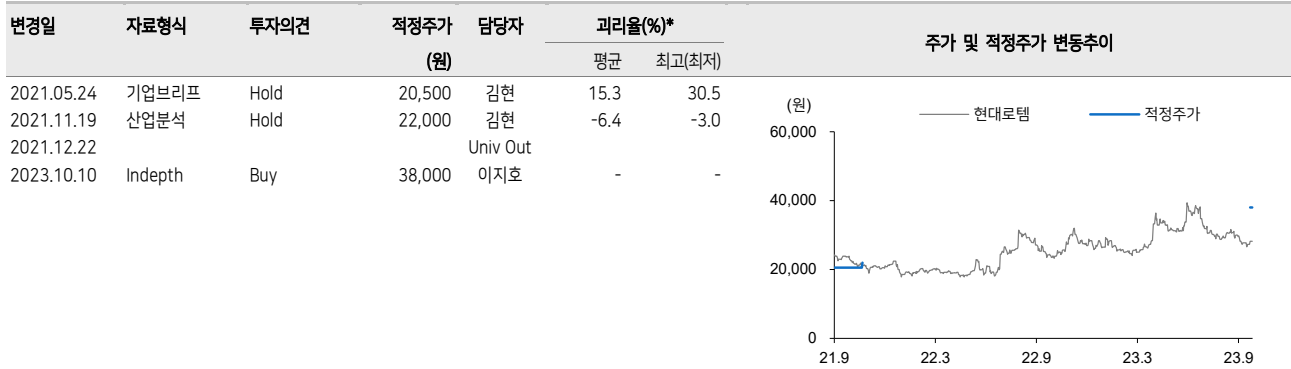 변경일 자료형식 투자의견 적정주가 담당자 괴리율(%)* 주가 및 적정주가 변동추이
(원) 평균 최고(최저)
2021.05.24 기업브리프 Hold 20,500 김현 15.3 30.5
2021.11.19 산업분석 Hold 22,000 김현 -6.4 -3.0
2021.12.22 Univ Out
2023.10.10 Indepth Buy 38,000 이지호 - -
(원) 현대로템 적정주가
60,000
40,000
20,000
0
21.9 22.3 22.9 23.3 23.9